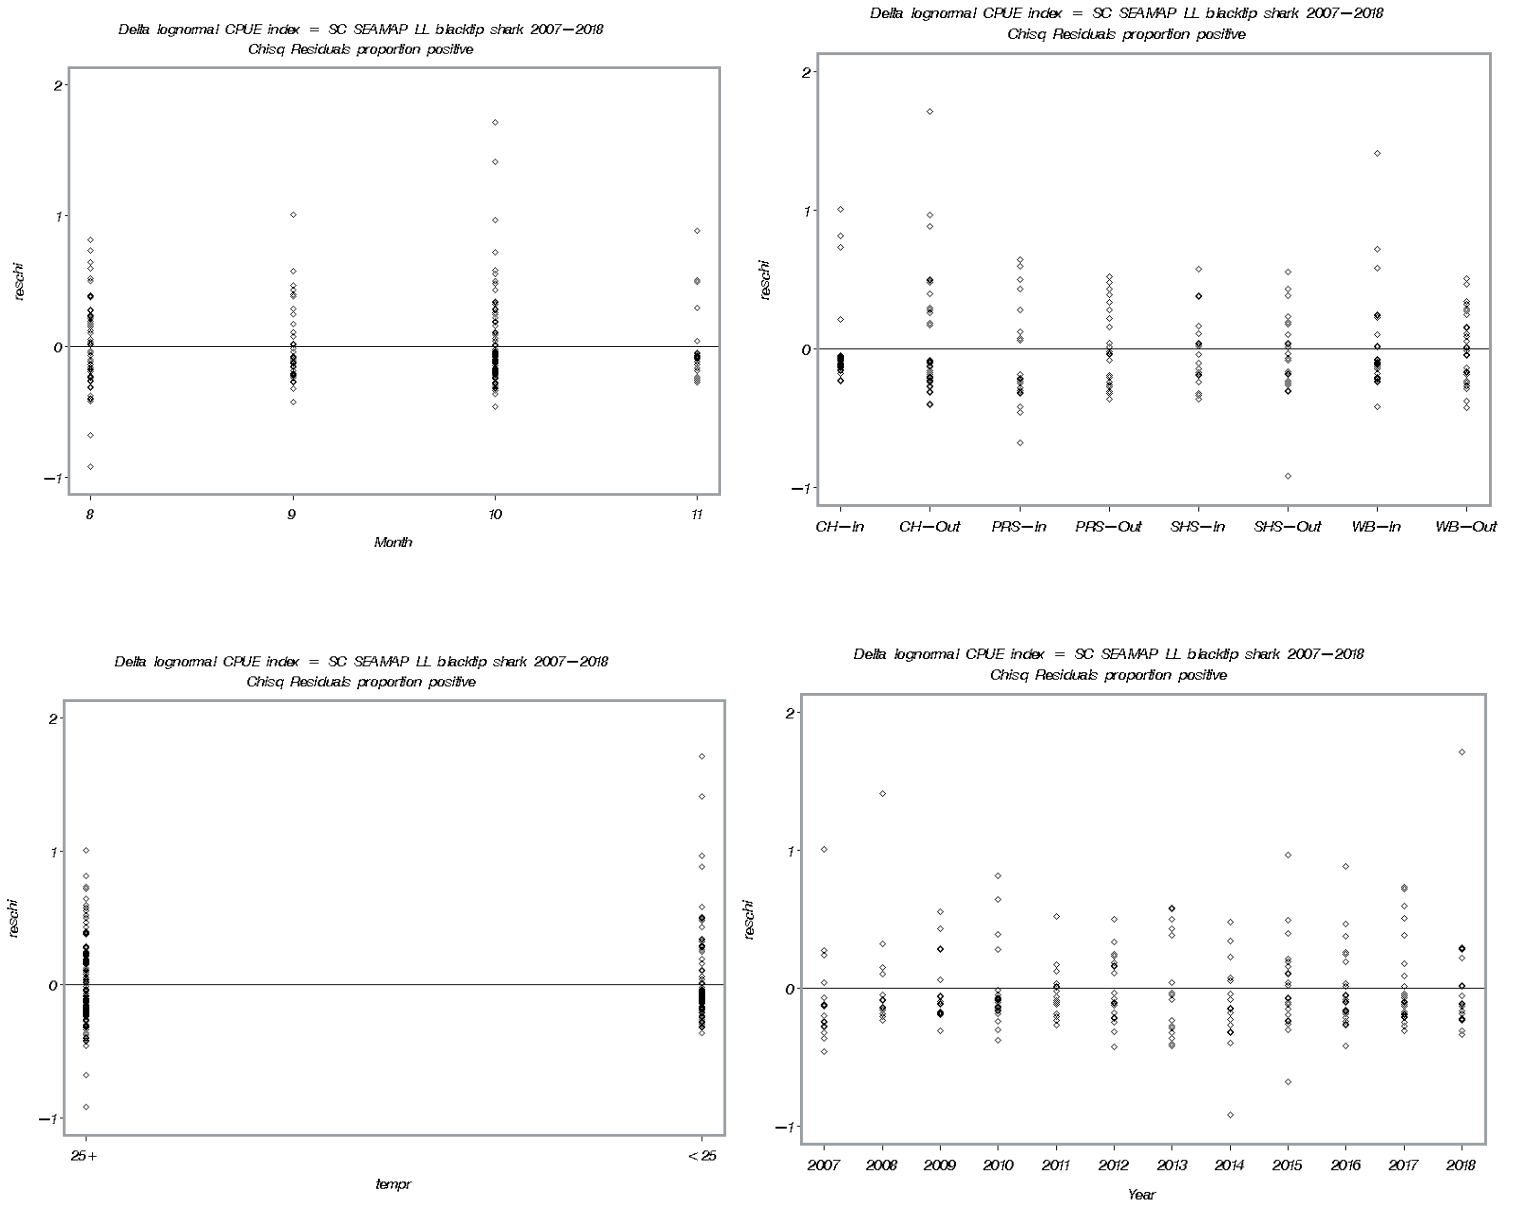 Delta lognormal CPUE index = SC SEAMAP LL blacktip shark 2007-2018
Chisq Residuals proportion positive
2
1
0
-1
reschi
8 9 10 11
Month
Delta lognormal CPUE index = SC SEAMAP LL blacktip shark 2007-2018
Chisq Residuals proportion positive
2
1
0
-1
reschi
CH-In CH-Out PRS-In PRS-Out SHS-In SHS-Out WB-In WB-Out
Delta lognormal CPUE index = SC SEAMAP LL blacktip shark 2007-2018
Chisq Residuals proportion positive
2
1
0
-1
reschi
25+ <25
tempr
Delta lognormal CPUE index = SC SEAMAP LL blacktip shark 2007-2018
Chisq Residuals proportion positive
2
1
0
-1
reschi
2007 2008 2009 2010 2011 2012 2013 2014 2015 2016 2017 2018
Year